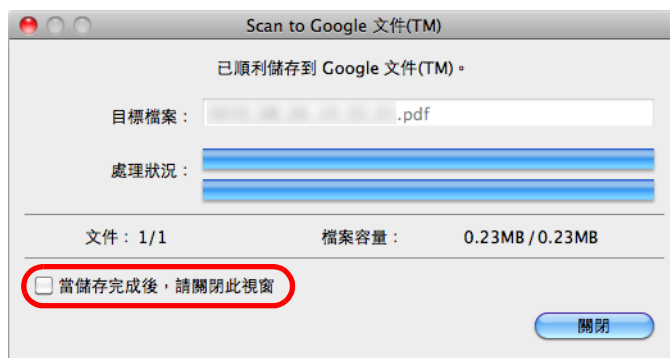 Scan to Google 文件(TM)
已順利儲存到 Google 文件(TM)。
目標檔案： .pdf
處理狀況：
文件：1/1 檔案容量： 0.23MB/0.23MB
當儲存完成後，請關閉此視窗
關閉